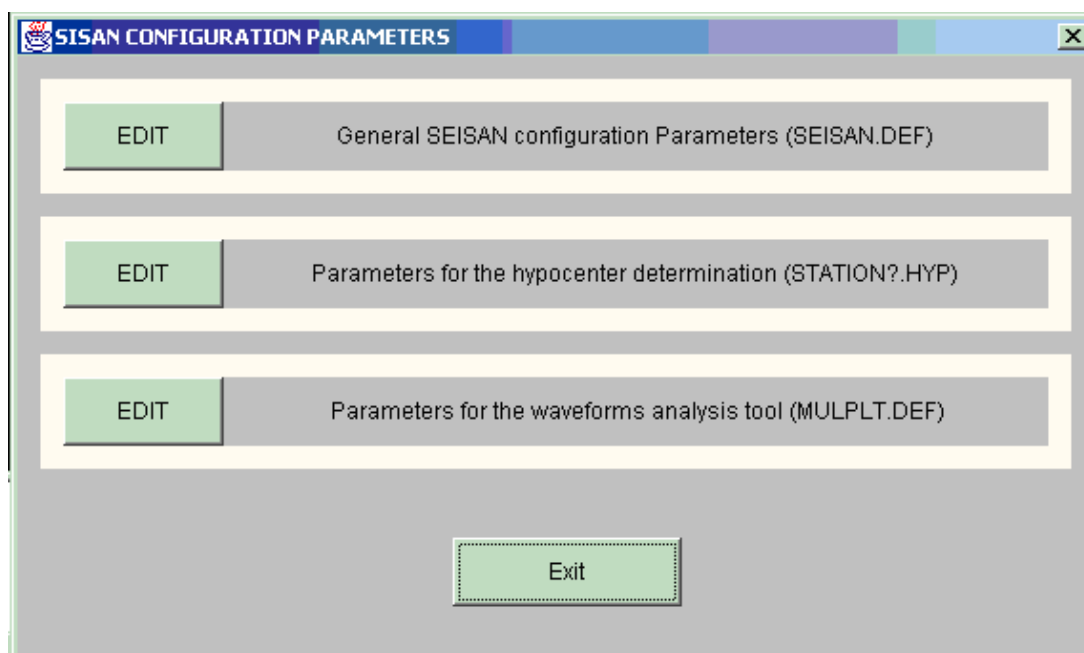 SISAN CONFIGURATION PARAMETERS
EDIT General SEISAN configuration Parameters (SEISAN.DEF)
EDIT Parameters for the hypocenter determination (STATION?.HYP)
EDIT Parameters for the waveforms analysis tool (MULPLT.DEF)
Exit